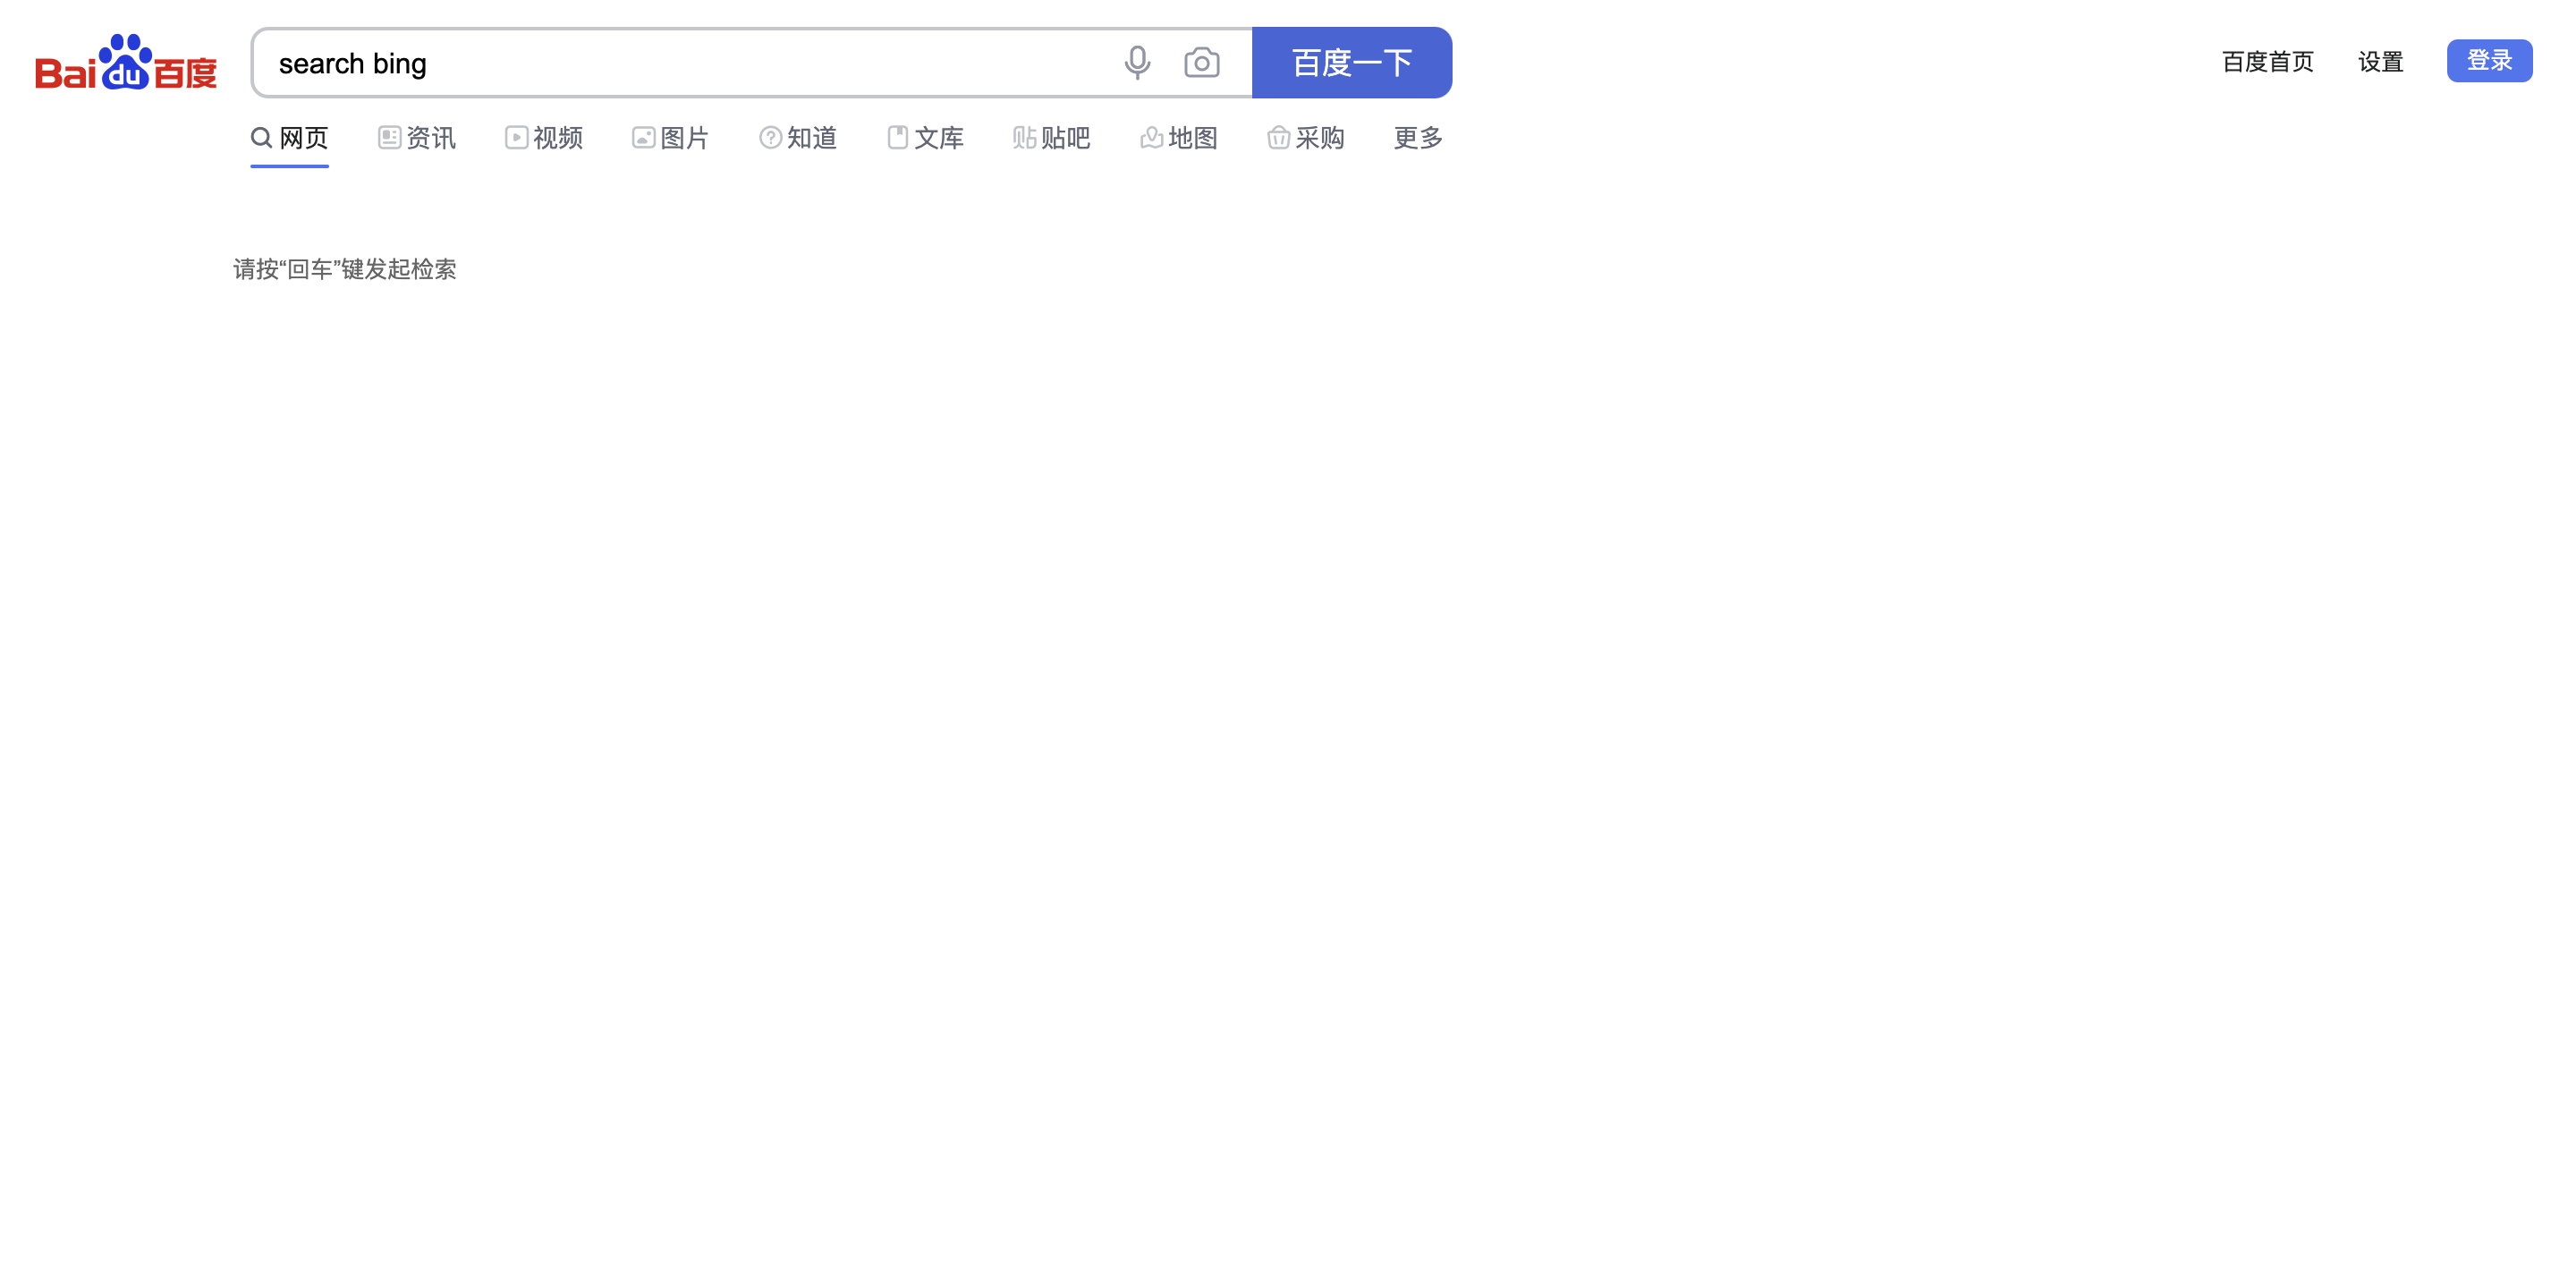 Bai du 百度 search bing 百度一下 百度首页 设置 登录
网页 资讯 视频 图片 知道 文库 贴 贴吧 地图 采购 更多
请按“回车”键发起检索